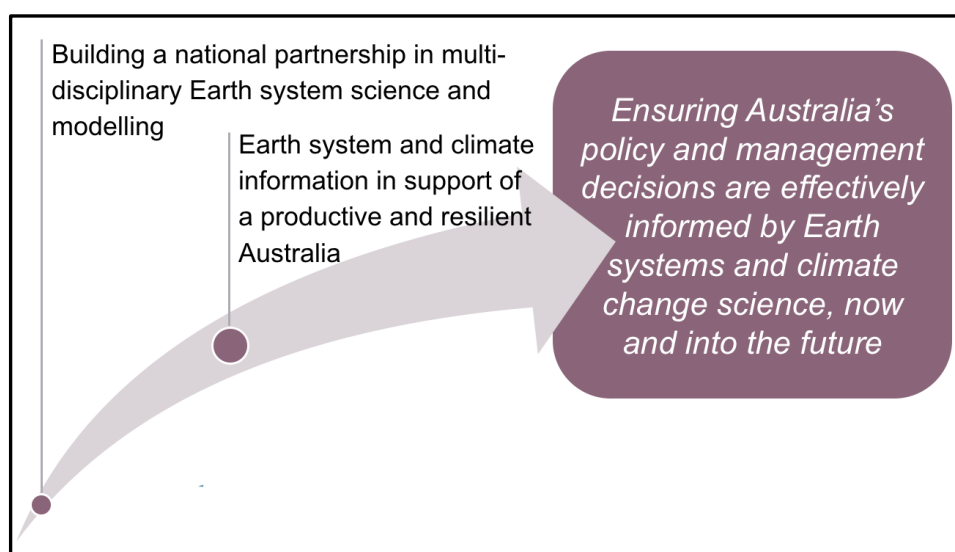 Building a national partnership in multi-
disciplinary Earth system science and
modelling
Earth system and climate
information in support of
a productive and resilient
Australia
Ensuring Australia’s
policy and management
decisions are effectively
informed by Earth
systems and climate
change science, now
and into the future